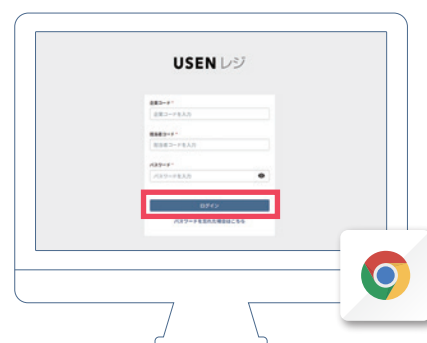 USENレジ
企業コード*
企業コードを入力
担当者コード*
担当者コードを入力
パスワード*
パスワードを入力
ログイン
パスワードを忘れた場合はこちら